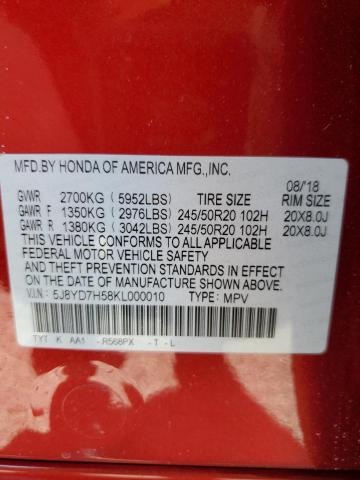 MFD.BY HONDA OF AMERICA MFG.,INC.
08/'18
GVWR 2700KG ( 5952LBS) TIRE SIZE RIM SIZE
GAWR F 1350KG ( 2976LBS) 245/50R20 102H 20X8.0J
GAWR R 1380KG ( 3042LBS) 245/50R20 102H 20X8.0J
THIS VEHICLE CONFORMS TO ALL APPLICABLE
FEDERAL MOTOR VEHICLE
SAFETY STANDARDS IN EFFECT ON THE DATE
OF MANUFACTURE SHOWN ABOVE.
V.I.N: 5J8YD7H58KL000010 TYPE: MPV
TYT K AA1 -R568PX - T - L